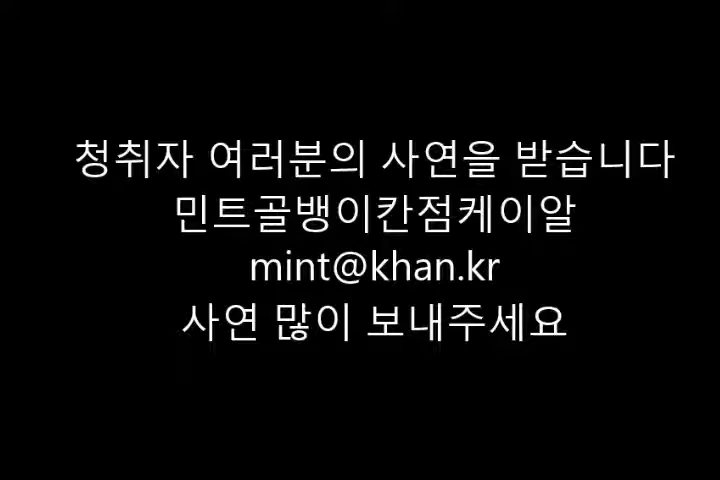 청취자 여러분의 사연을 받습니다
민트골뱅이칸점케이알
mint@khan.kr
사연 많이 보내주세요